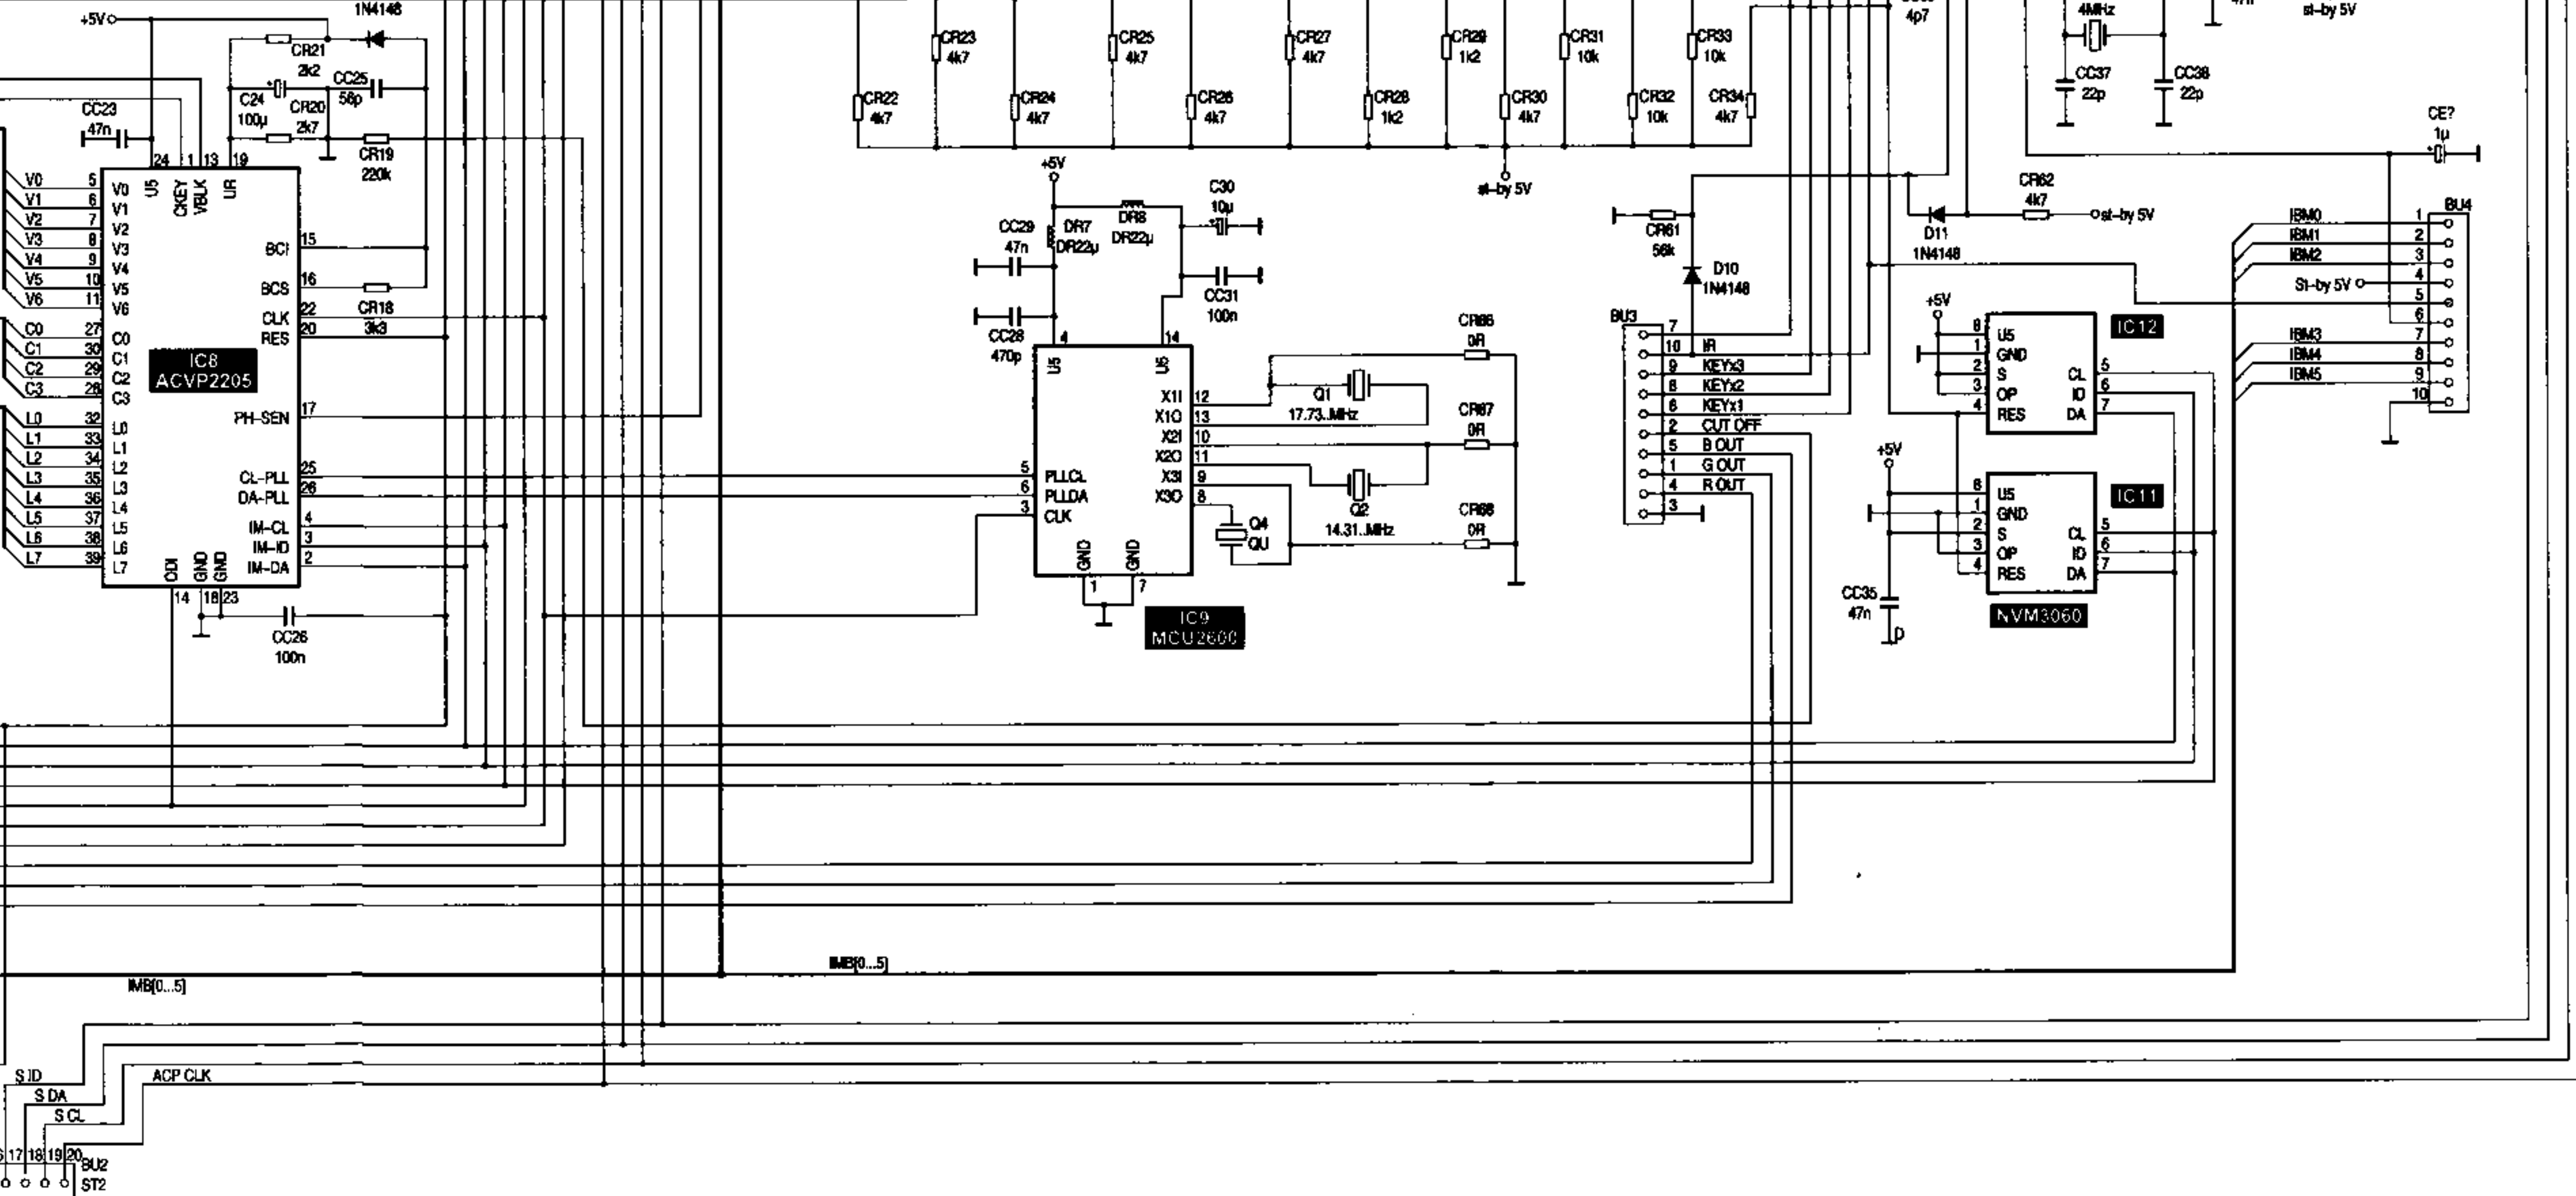 +5V
1N4148
CR21
2k2
C24
100µ
CR20
2k7
CC25
56p
CC23
47n
CR19
220k
24
1
13
19
U5
CKEY
VBLK
UR
V0 5 V0
V1 6 V1
V2 7 V2
V3 8 V3
V4 9 V4
V5 10 V5
V6 11 V6
C0 27 C0
C1 30 C1
C2 29 C2
C3 28 C3
L0 32 L0
L1 33 L1
L2 34 L2
L3 35 L3
L4 36 L4
L5 37 L5
L6 38 L6
L7 39 L7
IC8
ACVP2205
BCI 15
BCS 16
CLK 22
RES 20
PH-SEN 17
CL-PLL 25
DA-PLL 26
IM-CL 4
IM-ID 3
IM-DA 2
ODI
GND
GND
14
18
23
CR18
3k3
CC26
100n
CR22
4k7
CR23
4k7
CR24
4k7
CR25
4k7
CR26
4k7
CR27
4k7
CR28
1k2
CR29
1k2
CR30
4k7
CR31
10k
CR32
10k
CR33
10k
CR34
4k7
st-by 5V
+5V
CC29
47n
DR7
DR22µ
DR8
DR22µ
C30
10µ
CC28
470p
CC31
100n
4
14
U5
U5
X1I 12
X1O 13
X2I 10
X2O 11
X3I 9
X3O 8
5 PLLCL
6 PLLDA
3 CLK
GND
GND
1
7
IC9
MCU2600
Q1
17.73..MHz
Q2
14.31..MHz
Q4
QU
CR66
0R
CR67
0R
CR68
0R
4p7
CR61
56k
D10
1N4148
D11
1N4148
CR62
4k7
st-by 5V
BU3
7
10 IR
9 KEYx3
8 KEYx2
6 KEYx1
2 CUT OFF
5 B OUT
1 G OUT
4 R OUT
3
+5V
8 U5
1 GND
2 S
3 OP
4 RES
CL 5
ID 6
DA 7
IC12
+5V
8 U5
1 GND
2 S
3 OP
4 RES
CL 5
ID 6
DA 7
IC11
NVM3060
CC35
47n
D
4MHz
CC37
22p
CC38
22p
47n
st-by 5V
CE?
1µ
BU4
IBM0 1
IBM1 2
IBM2 3
St-by 5V 4
5
6
IBM3 7
IBM4 8
IBM5 9
10
IMB[0...5]
IMB[0...5]
S ID
ACP CLK
S DA
S CL
17 18 19 20
BU2
ST2